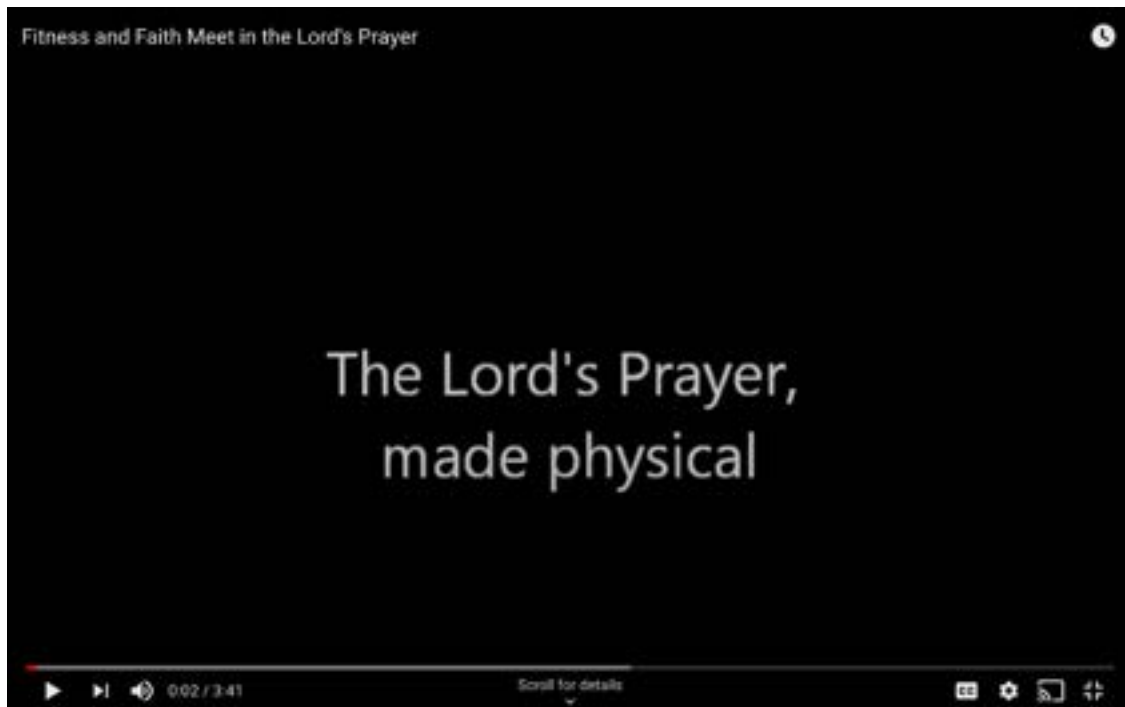 Fitness and Faith Meet in the Lord's Prayer
The Lord's Prayer,
made physical
Scroll for details
0:02 / 3:41
CC